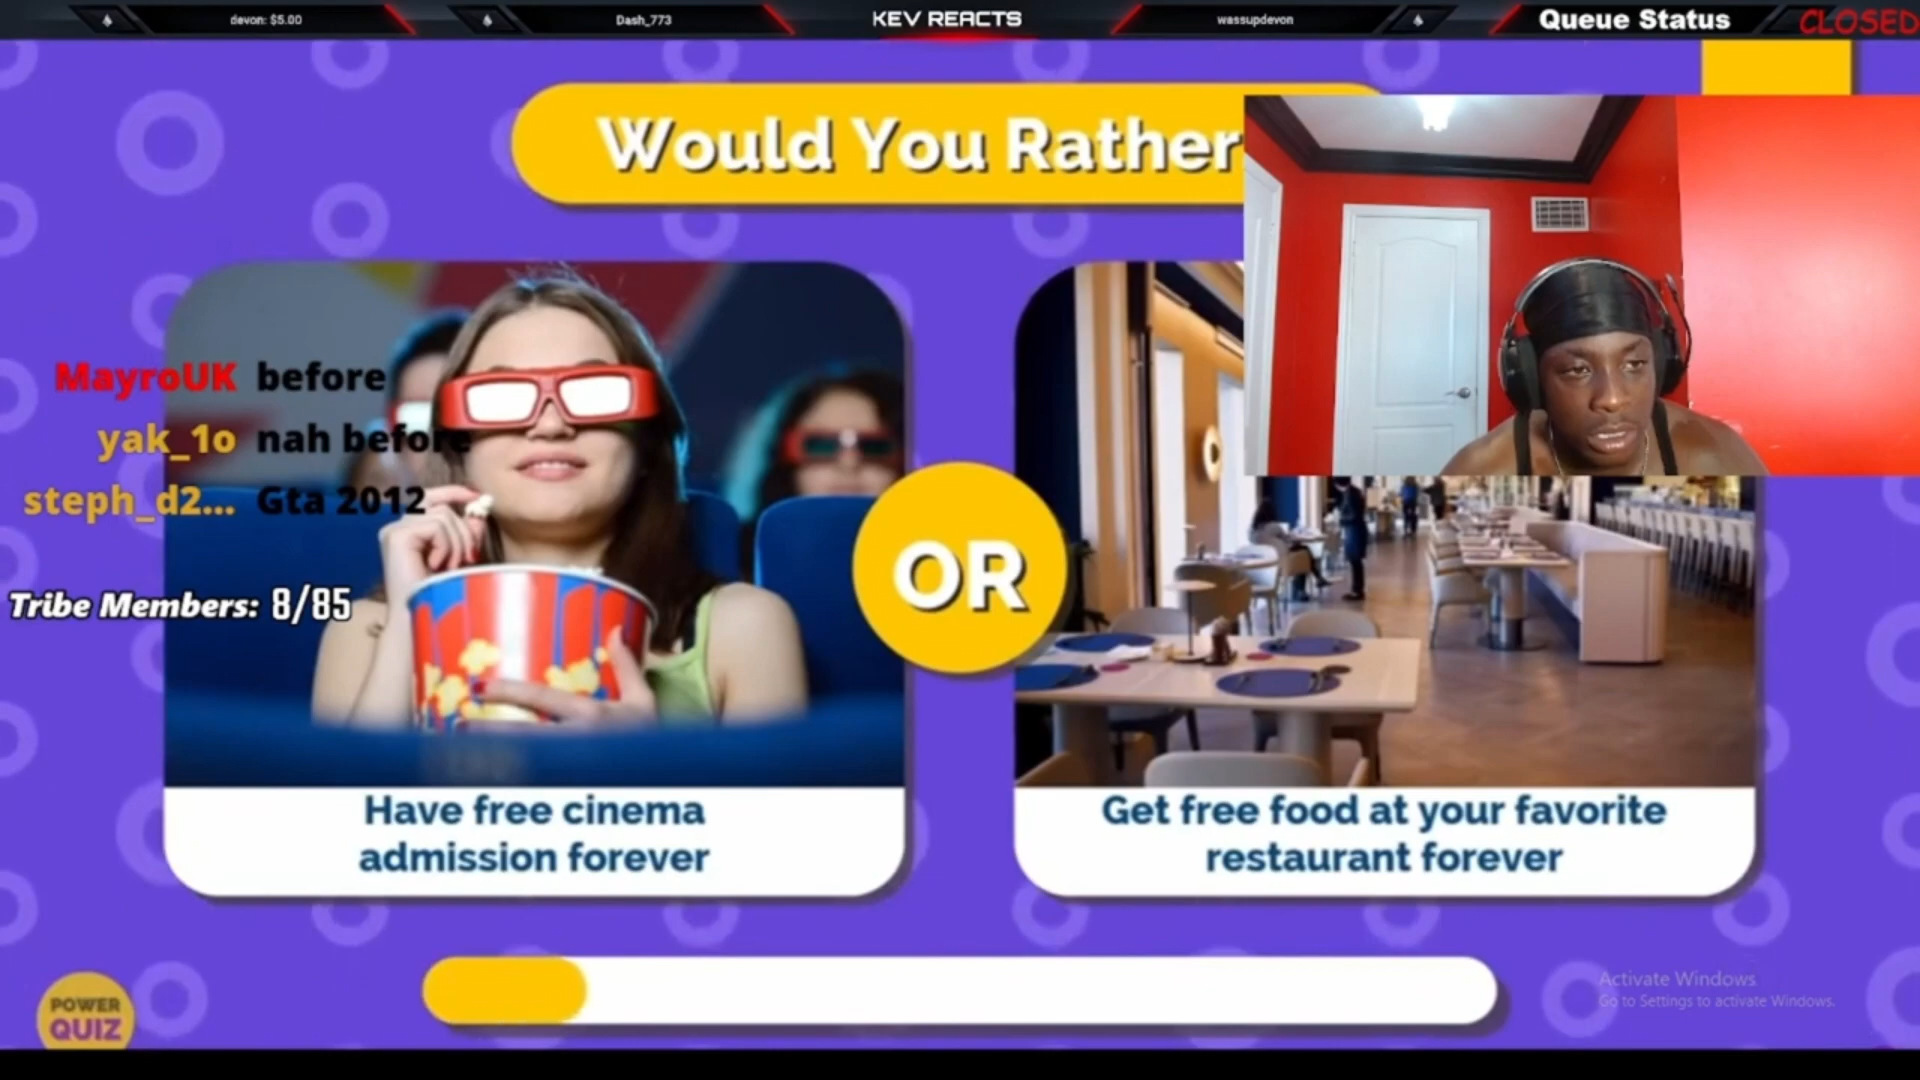 devon: $5.00
Dash_773
KEV REACTS
wassupdevon
Queue Status
CLOSED
Would You Rather
MayroUK before
yak_1o nah before
steph_d2... Gta 2012
Tribe Members: 8/85
OR
Have free cinema
admission forever
Get free food at your favorite
restaurant forever
POWER
QUIZ
Activate Windows
Go to Settings to activate Windows.